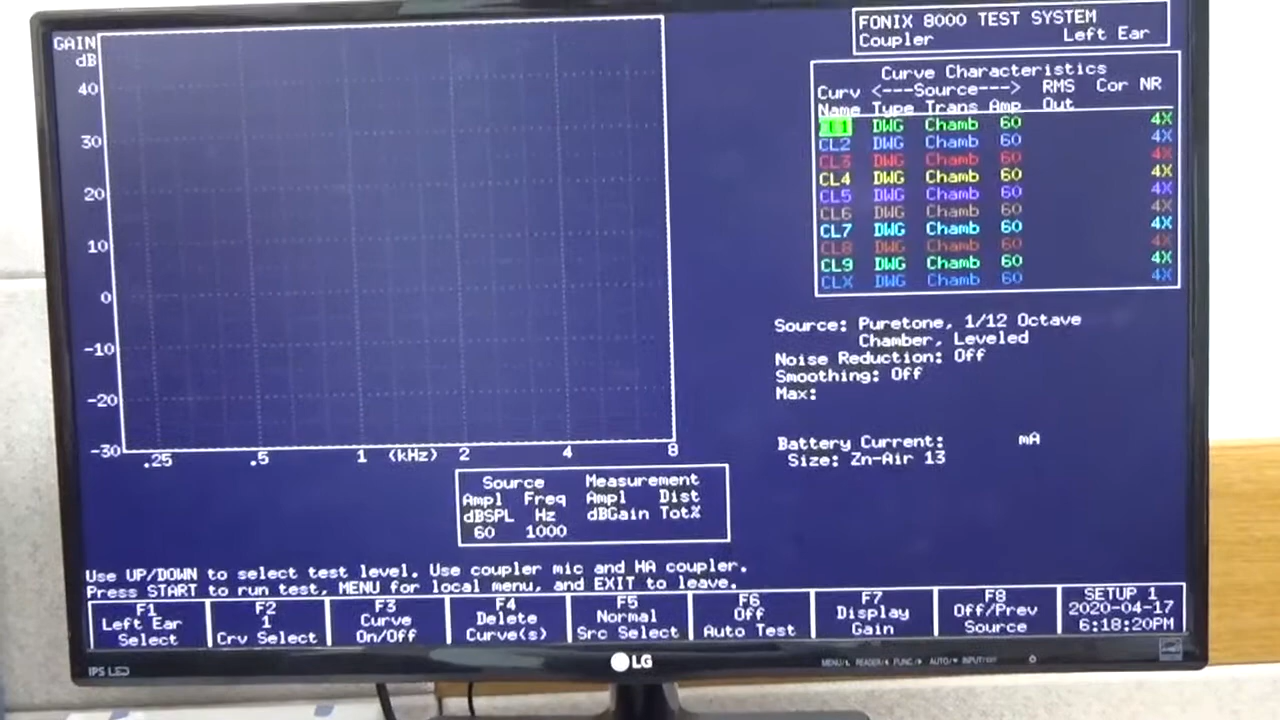 FONIX 8000 TEST SYSTEM
Coupler Left Ear
GAIN
dB
40
30
20
10
0
-10
-20
-30
.25 .5 1 (kHz) 2 4 8
Curve Characteristics
Curv <---Source---> RMS Cor NR
Name Type Trans Amp Out
CL1 DWG Chamb 60 4X
CL2 DWG Chamb 60 4X
CL3 DWG Chamb 60 4X
CL4 DWG Chamb 60 4X
CL5 DWG Chamb 60 4X
CL6 DWG Chamb 60 4X
CL7 DWG Chamb 60 4X
CL8 DWG Chamb 60 4X
CL9 DWG Chamb 60 4X
CLX DWG Chamb 60 4X
Source: Puretone, 1/12 Octave
Chamber, Leveled
Noise Reduction: Off
Smoothing: Off
Max:
Battery Current: mA
Size: Zn-Air 13
Source Measurement
Ampl Freq Ampl Dist
dBSPL Hz dBGain Tot%
60 1000
Use UP/DOWN to select test level. Use coupler mic and HA coupler.
Press START to run test, MENU for local menu, and EXIT to leave.
F1 F2 F3 F4 F5 F6 F7 F8 SETUP 1
Left Ear 1 Curve Delete Normal Off Display Off/Prev 2020-04-17
Select Crv Select On/Off Curve(s) Src Select Auto Test Gain Source 6:18:20PM
IPS LED
LG